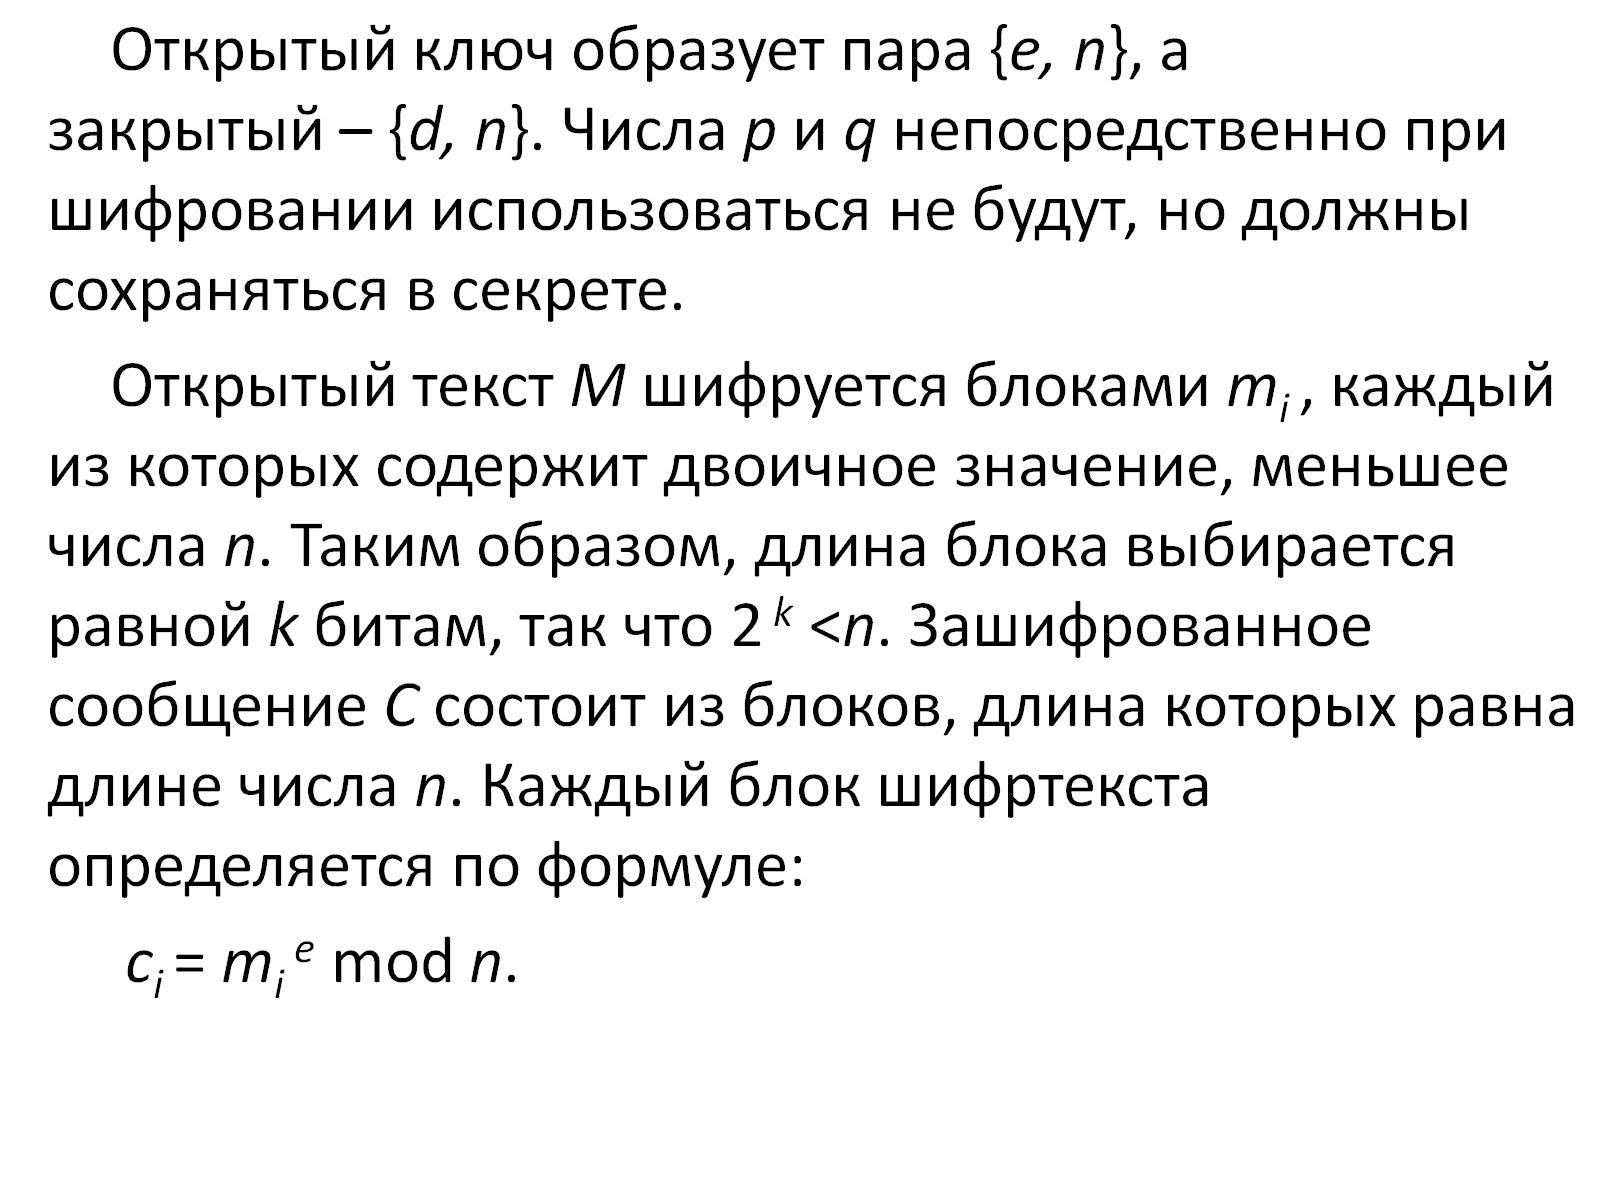 Открытый ключ образует пара {e, n}, а
закрытый – {d, n}. Числа p и q непосредственно при
шифровании использоваться не будут, но должны
сохраняться в секрете.
Открытый текст M шифруется блоками mᵢ , каждый
из которых содержит двоичное значение, меньшее
числа n. Таким образом, длина блока выбирается
равной k битам, так что 2 ᵏ <n. Зашифрованное
сообщение C состоит из блоков, длина которых равна
длине числа n. Каждый блок шифртекста
определяется по формуле:
cᵢ = mᵢ ᵉ mod n.